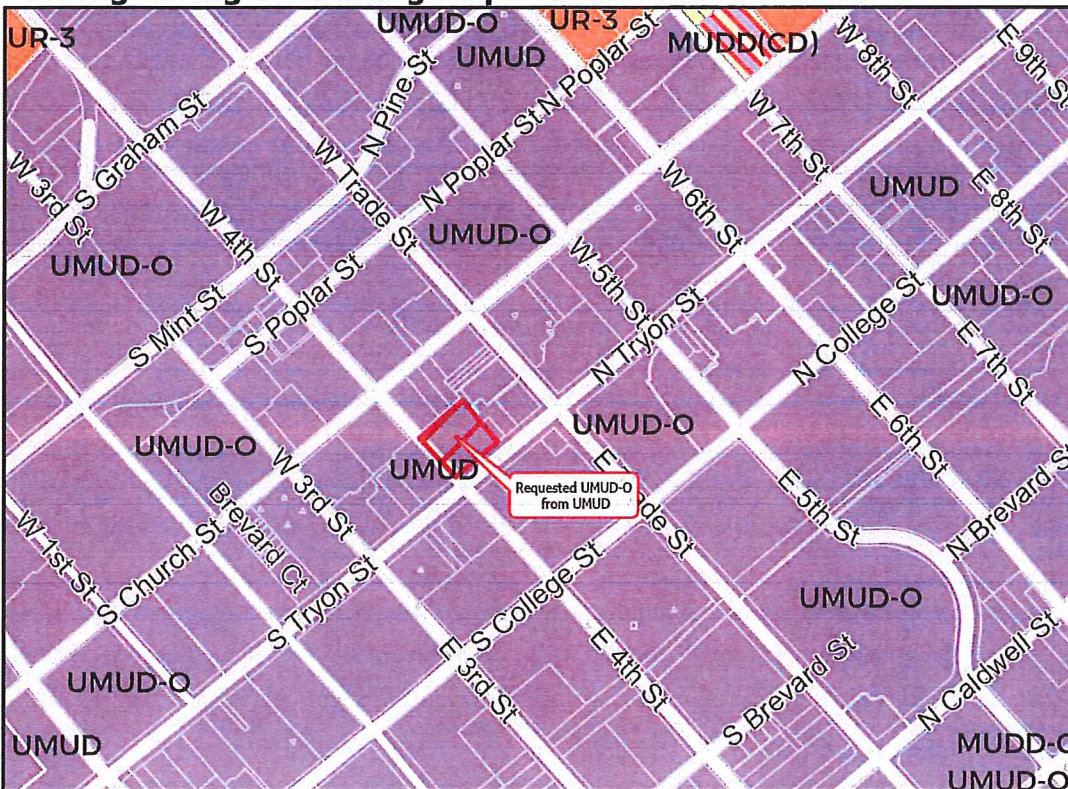 UR-3
UMUD-O
UMUD
UR-3
MUDD(CD)
N Poplar St
W 8th St
E 9th St
N Pine St
S Graham St
W 3rd St
W Trade St
N Poplar St
W 7th St
UMUD
E 8th St
W 4th St
W 6th St
UMUD-O
UMUD-O
W 5th St
S Mint St
S Poplar St
N Tryon St
N College St
UMUD-O
E 7th St
UMUD-O
UMUD-O
E 6th St
W 3rd St
UMUD
Requested UMUD-O
from UMUD
E Trade St
E 5th St
N Brevard St
Brevard Ct
W 1st St
S Church St
S Tryon St
S College St
UMUD-O
E 3rd St
E 4th St
S Brevard St
N Caldwell St
UMUD-O
UMUD
MUDD-O
UMUD-O